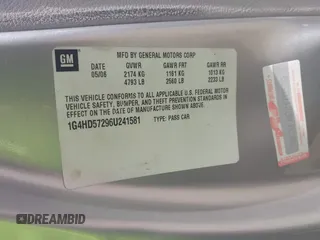 GM
MFD BY GENERAL MOTORS CORP
DATE GVWR GAWR FRT GAWR RR
05/06 2174 KG 1161 KG 1013 KG
4793 LB 2560 LB 2233 LB
THIS VEHICLE CONFORMS TO ALL APPLICABLE U.S. FEDERAL MOTOR
VEHICLE SAFETY, BUMPER, AND THEFT PREVENTION STANDARDS
IN EFFECT ON THE DATE OF MANUFACTURE SHOWN ABOVE.
1G4HD57296U241581 TYPE: PASS CAR
DREAMBID